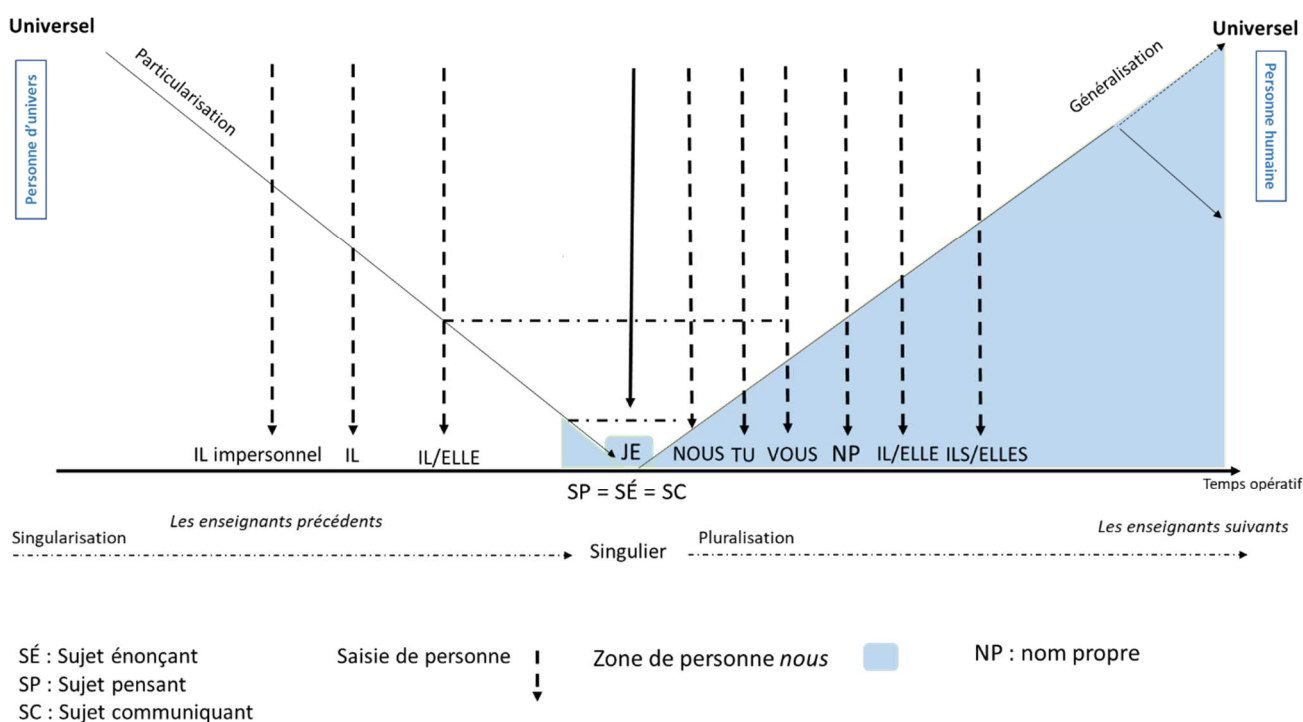 Universel
Universel
Personne d'univers
Particularisation
Généralisation
Personne humaine
IL impersonnel
IL
IL/ELLE
JE
NOUS
TU
VOUS
NP
IL/ELLE
ILS/ELLES
Temps opératif
SP = SÉ = SC
Les enseignants précédents
Les enseignants suivants
Singularisation
Singulier
Pluralisation
SÉ : Sujet énonçant
SP : Sujet pensant
SC : Sujet communiquant
Saisie de personne
Zone de personne nous
NP : nom propre